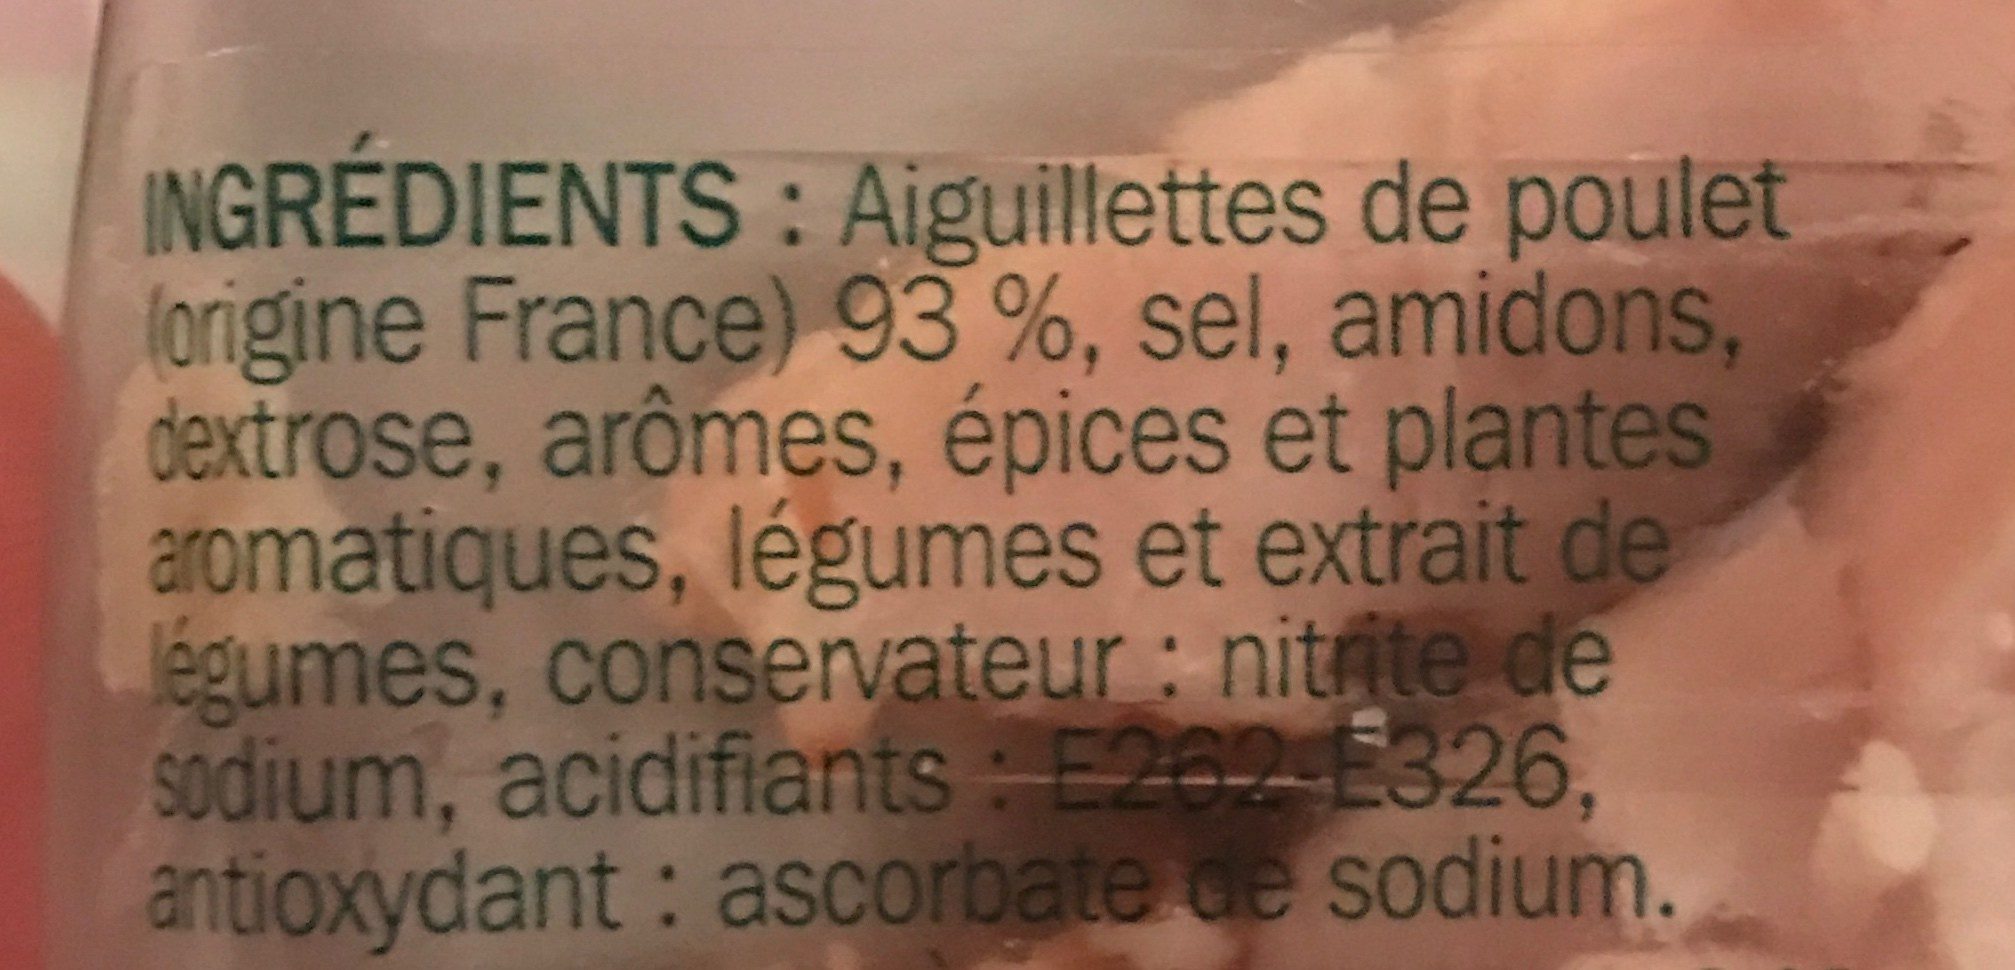 INGRÉDIENTS : Aiguillettes de poulet
(origine France) 93 %, sel, amidons,
dextrose, arômes, épices et plantes
aromatiques, légumes et extrait de
légumes, conservateur : nitrite de
sodium, acidifiants : E262-E326,
antioxydant : ascorbate de sodium.